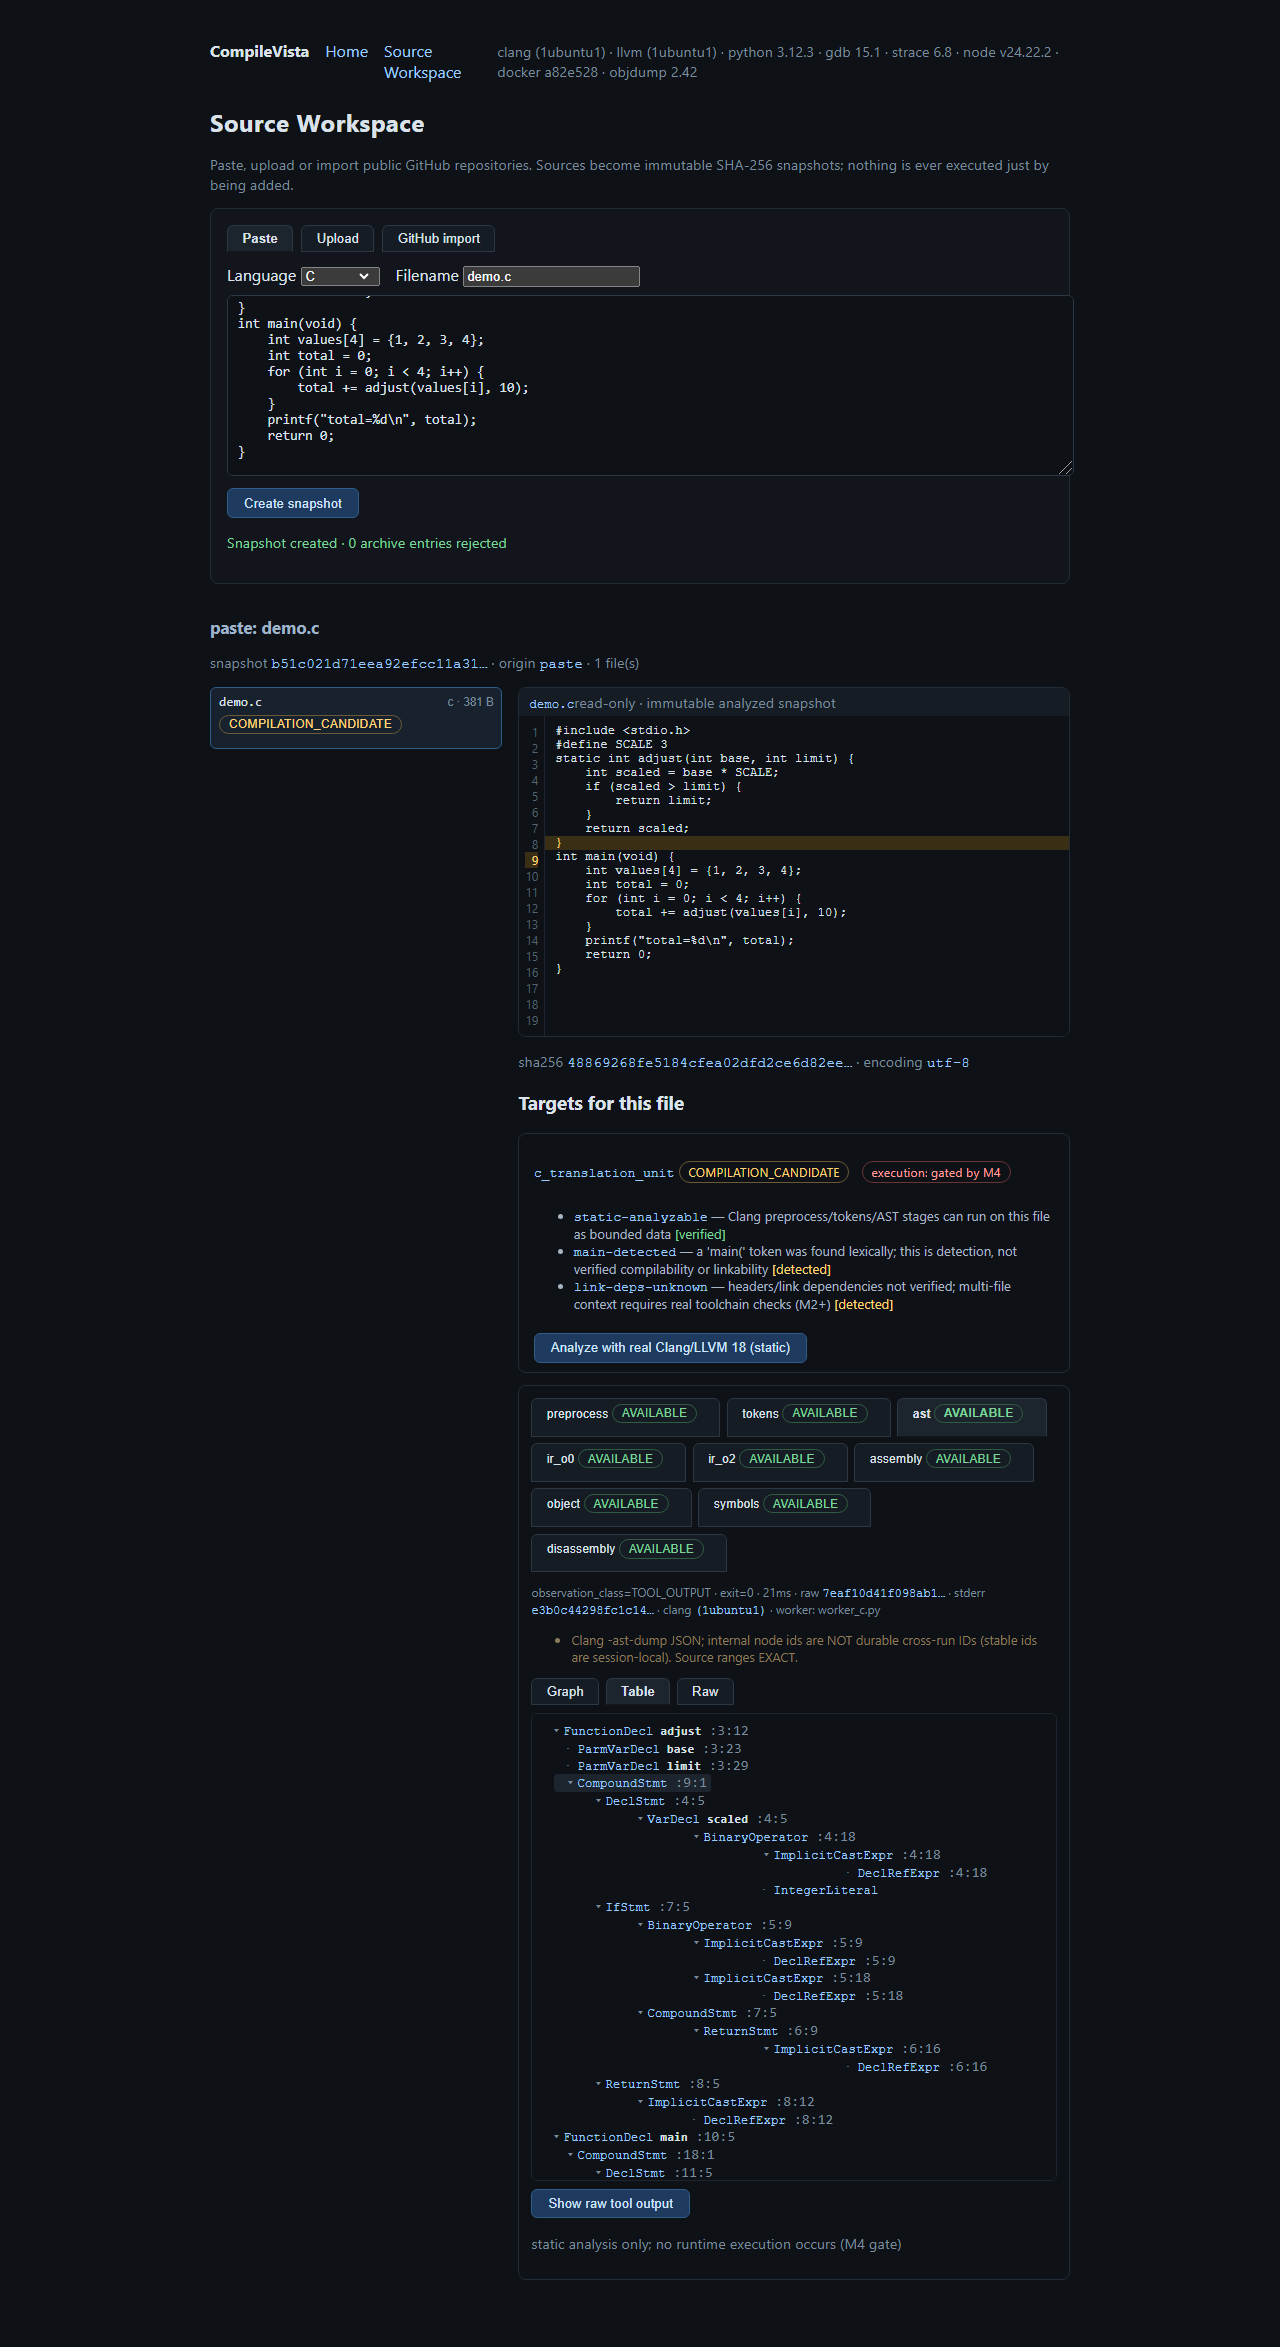 CompileVista Home Source Workspace
clang (1ubuntu1) · llvm (1ubuntu1) · python 3.12.3 · gdb 15.1 · strace 6.8 · node v24.22.2 ·
docker a82e528 · objdump 2.42
Source Workspace
Paste, upload or import public GitHub repositories. Sources become immutable SHA-256 snapshots; nothing is ever executed just by
being added.
Paste Upload GitHub import
Language C Filename demo.c
}
int main(void) {
    int values[4] = {1, 2, 3, 4};
    int total = 0;
    for (int i = 0; i < 4; i++) {
        total += adjust(values[i], 10);
    }
    printf("total=%d\n", total);
    return 0;
}
Create snapshot
Snapshot created · 0 archive entries rejected
paste: demo.c
snapshot b51c021d71eea92efcc11a31… · origin paste · 1 file(s)
demo.c c · 381 B
COMPILATION_CANDIDATE
demo.cread-only · immutable analyzed snapshot
1 #include <stdio.h>
2 #define SCALE 3
3 static int adjust(int base, int limit) {
4     int scaled = base * SCALE;
5     if (scaled > limit) {
6         return limit;
7     }
8     return scaled;
9 }
10 int main(void) {
11     int values[4] = {1, 2, 3, 4};
12     int total = 0;
13     for (int i = 0; i < 4; i++) {
14         total += adjust(values[i], 10);
15     }
16     printf("total=%d\n", total);
17     return 0;
18 }
19
sha256 48869268fe5184cfea02dfd2ce6d82ee… · encoding utf-8
Targets for this file
c_translation_unit COMPILATION_CANDIDATE execution: gated by M4
• static-analyzable — Clang preprocess/tokens/AST stages can run on this file
as bounded data [verified]
• main-detected — a 'main(' token was found lexically; this is detection, not
verified compilability or linkability [detected]
• link-deps-unknown — headers/link dependencies not verified; multi-file
context requires real toolchain checks (M2+) [detected]
Analyze with real Clang/LLVM 18 (static)
preprocess AVAILABLE tokens AVAILABLE ast AVAILABLE
ir_o0 AVAILABLE ir_o2 AVAILABLE assembly AVAILABLE
object AVAILABLE symbols AVAILABLE
disassembly AVAILABLE
observation_class=TOOL_OUTPUT · exit=0 · 21ms · raw 7eaf10d41f098ab1… · stderr
e3b0c44298fc1c14… · clang (1ubuntu1) · worker: worker_c.py
• Clang -ast-dump JSON; internal node ids are NOT durable cross-run IDs (stable ids
are session-local). Source ranges EXACT.
Graph Table Raw
▾ FunctionDecl adjust :3:12
· ParmVarDecl base :3:23
· ParmVarDecl limit :3:29
▾ CompoundStmt :9:1
▾ DeclStmt :4:5
▾ VarDecl scaled :4:5
▾ BinaryOperator :4:18
▾ ImplicitCastExpr :4:18
· DeclRefExpr :4:18
· IntegerLiteral
▾ IfStmt :7:5
▾ BinaryOperator :5:9
▾ ImplicitCastExpr :5:9
· DeclRefExpr :5:9
▾ ImplicitCastExpr :5:18
· DeclRefExpr :5:18
▾ CompoundStmt :7:5
▾ ReturnStmt :6:9
▾ ImplicitCastExpr :6:16
· DeclRefExpr :6:16
▾ ReturnStmt :8:5
▾ ImplicitCastExpr :8:12
· DeclRefExpr :8:12
▾ FunctionDecl main :10:5
▾ CompoundStmt :18:1
▾ DeclStmt :11:5
Show raw tool output
static analysis only; no runtime execution occurs (M4 gate)